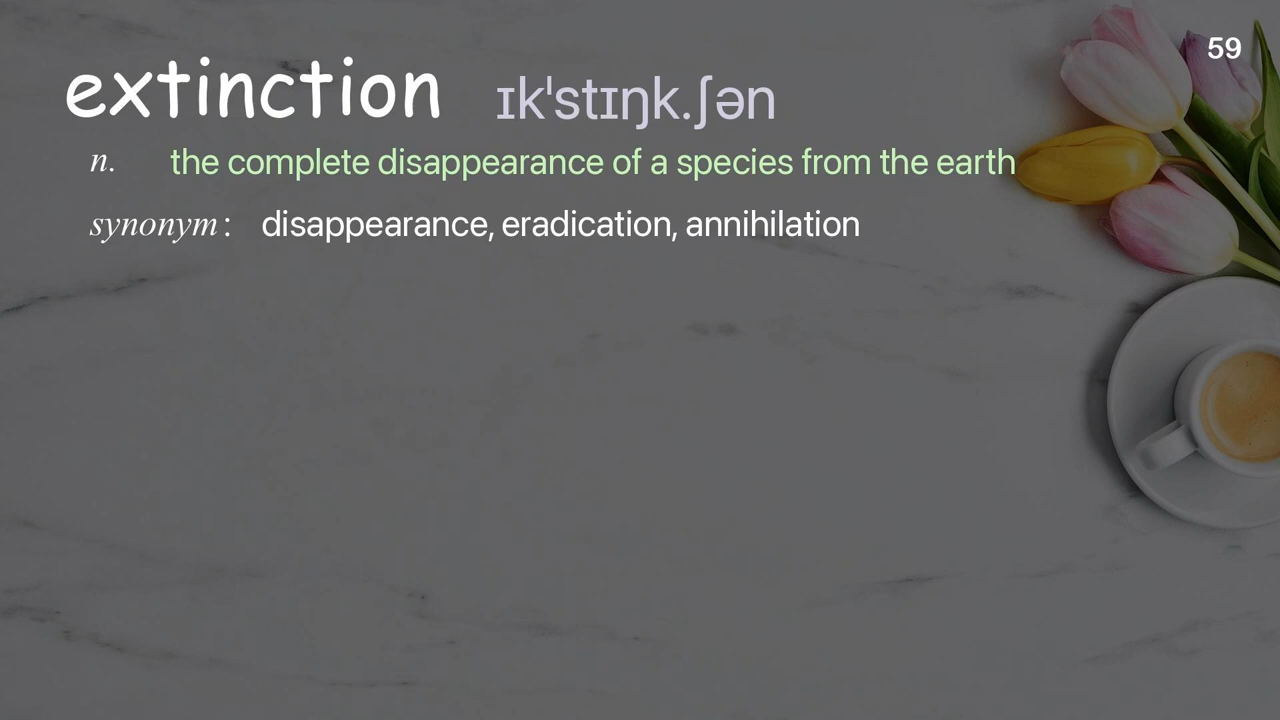 59
extinction ɪkˈstɪŋk.ʃən
n. the complete disappearance of a species from the earth
synonym: disappearance, eradication, annihilation